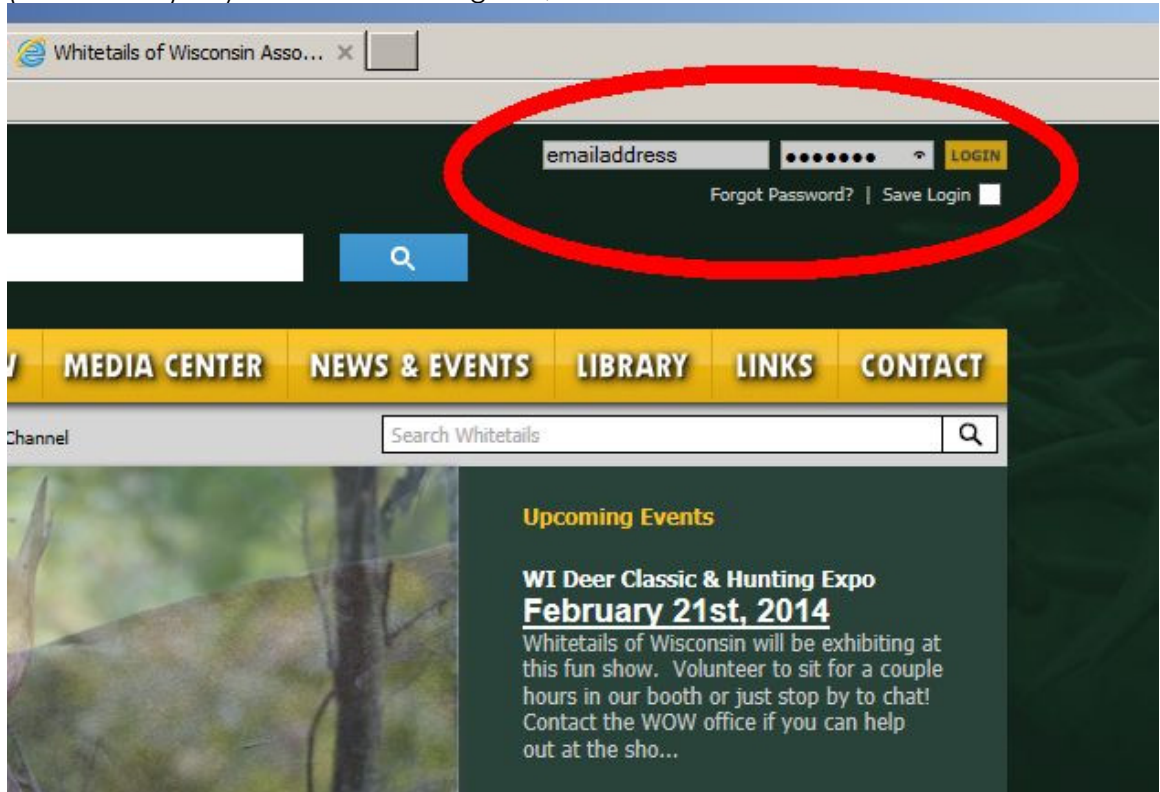 Whitetails of Wisconsin Asso...
emailaddress ●●●●●●● LOGIN
Forgot Password? | Save Login
MEDIA CENTER NEWS & EVENTS LIBRARY LINKS CONTACT
Channel Search Whitetails
Upcoming Events
WI Deer Classic & Hunting Expo
February 21st, 2014
Whitetails of Wisconsin will be exhibiting at
this fun show. Volunteer to sit for a couple
hours in our booth or just stop by to chat!
Contact the WOW office if you can help
out at the sho...